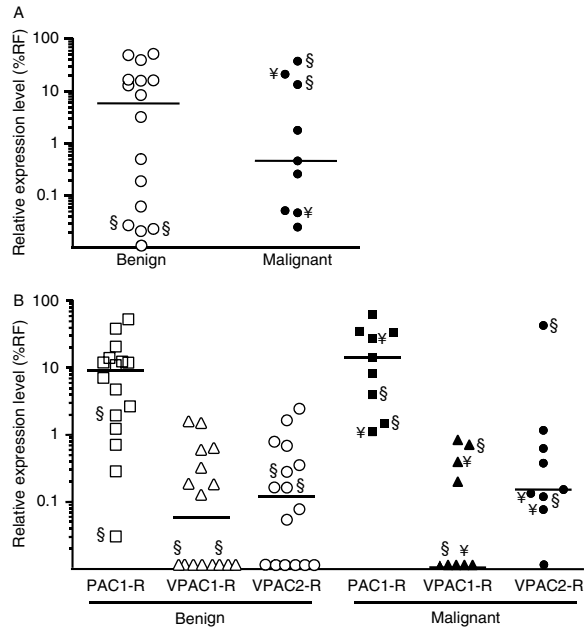 A
Relative expression level (%RF)
100
10
1
0.1
§
§
¥
§
§
¥
Benign
Malignant
B
Relative expression level (%RF)
100
10
1
0.1
§
§
§
§
§
§
¥
§
§
¥
§
¥
§
¥
§
¥
§
¥
PAC1-R
VPAC1-R
VPAC2-R
PAC1-R
VPAC1-R
VPAC2-R
Benign
Malignant